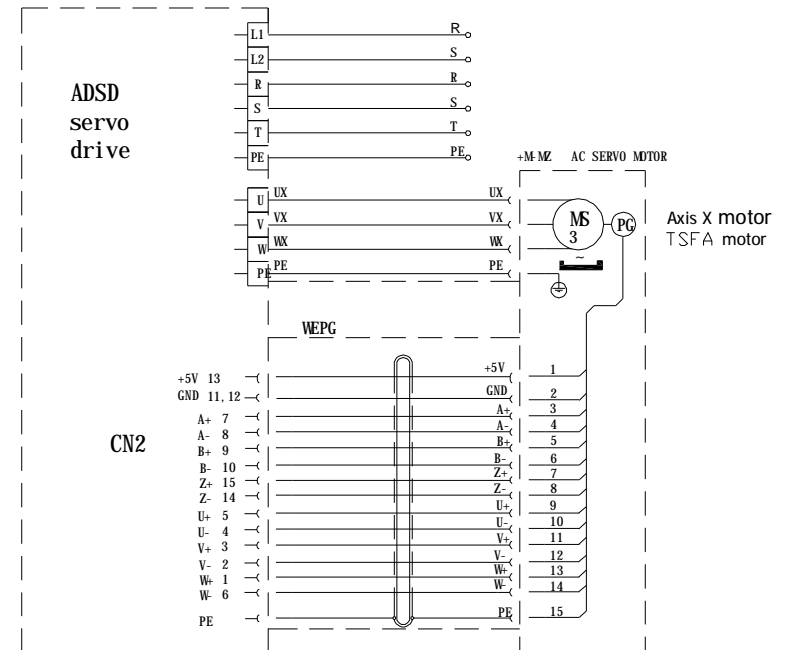 L1 R
L2 S
R R
S S
T T
PE PE
ADSD
servo
drive
+M-MZ AC SERVO MOTOR
U UX UX
V VX VX
W WX WX
PE PE PE
MS
3
~
PG
Axis X motor
TSFA motor
WEPG
CN2
+5V 13 +5V 1
GND 11,12 GND 2
A+ 7 A+ 3
A- 8 A- 4
B+ 9 B+ 5
B- 10 B- 6
Z+ 15 Z+ 7
Z- 14 Z- 8
U+ 5 U+ 9
U- 4 U- 10
V+ 3 V+ 11
V- 2 V- 12
W+ 1 W+ 13
W- 6 W- 14
PE PE 15